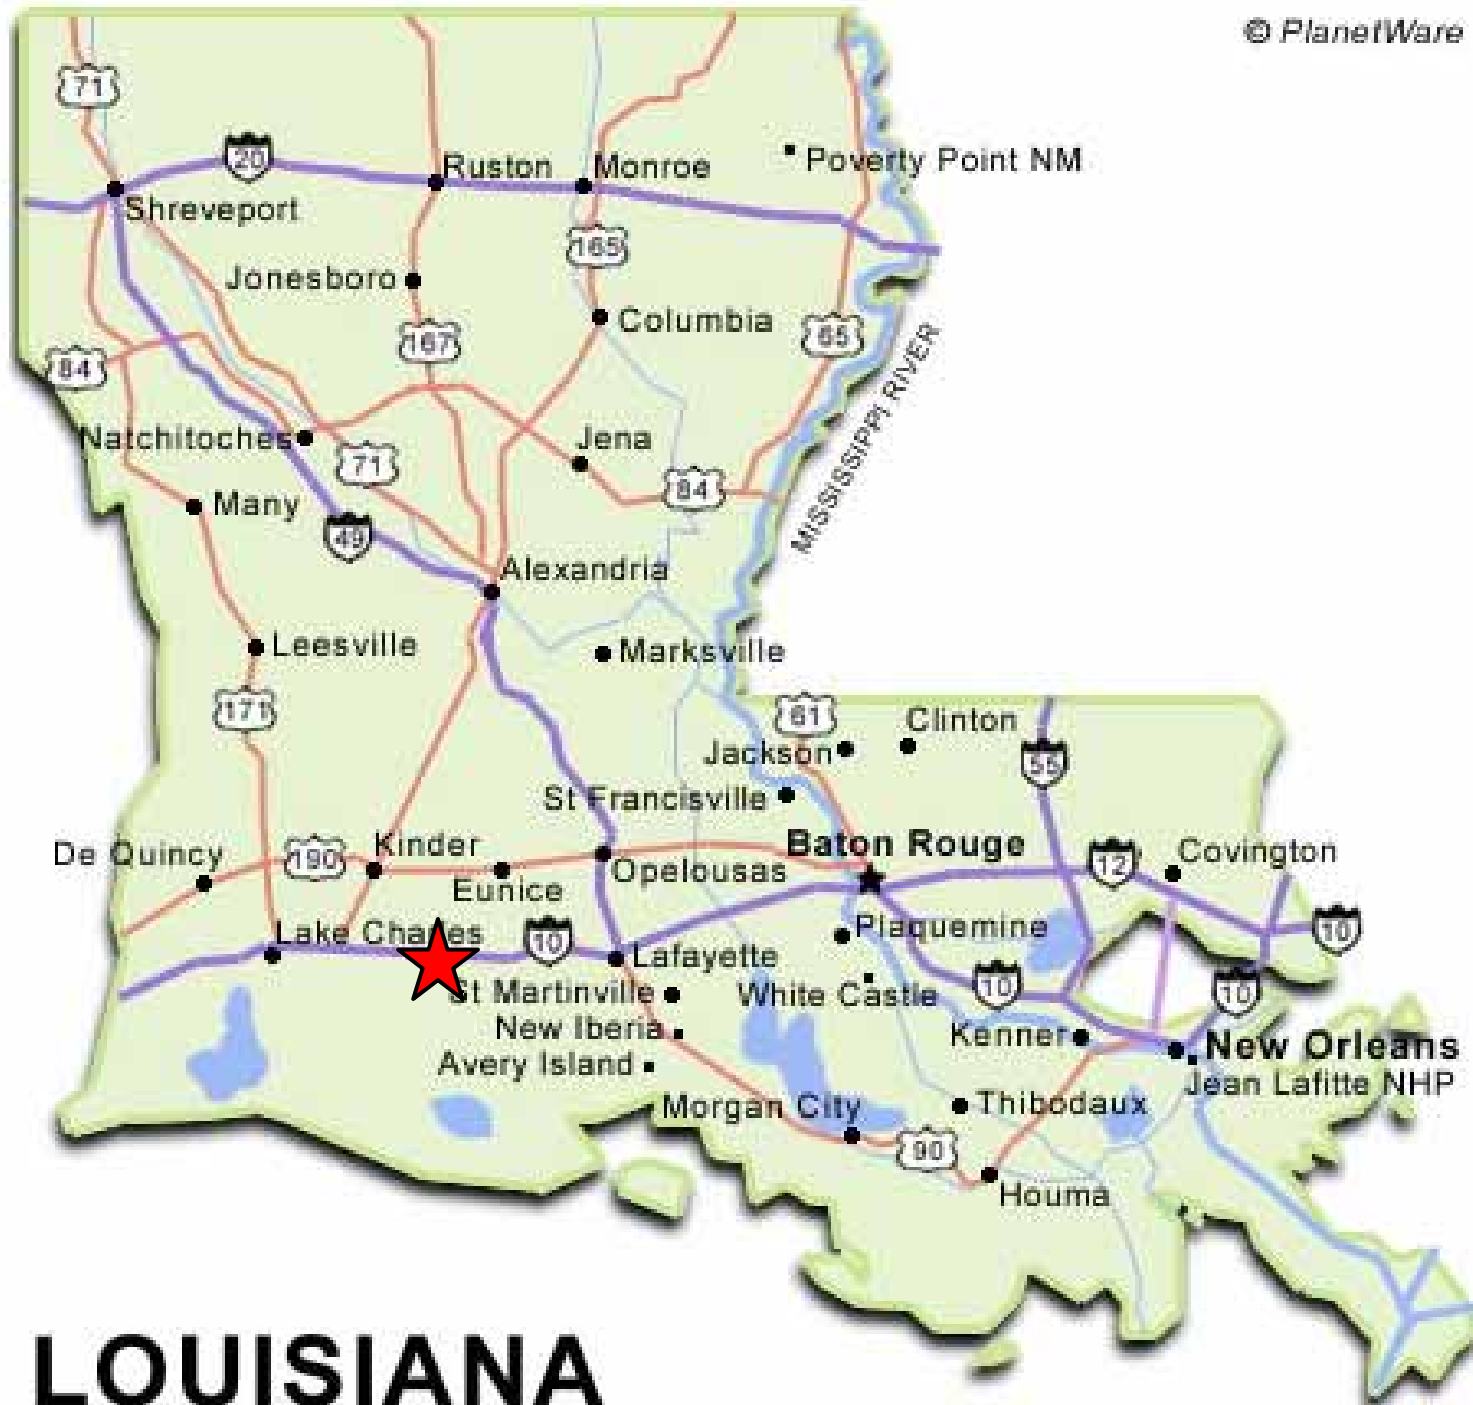 © PlanetWare
71
20
Ruston
Monroe
Poverty Point NM
Shreveport
165
Jonesboro
Columbia
167
65
84
MISSISSIPPI RIVER
Natchitoches
Jena
71
84
Many
49
Alexandria
Leesville
Marksville
171
61
Clinton
Jackson
55
St Francisville
De Quincy
190
Kinder
Baton Rouge
12
Covington
Eunice
Opelousas
Lake Charles
10
Plaquemine
10
Lafayette
St Martinville
White Castle
10
10
New Iberia
Kenner
New Orleans
Avery Island
Jean Lafitte NHP
Morgan City
Thibodaux
90
Houma
LOUISIANA